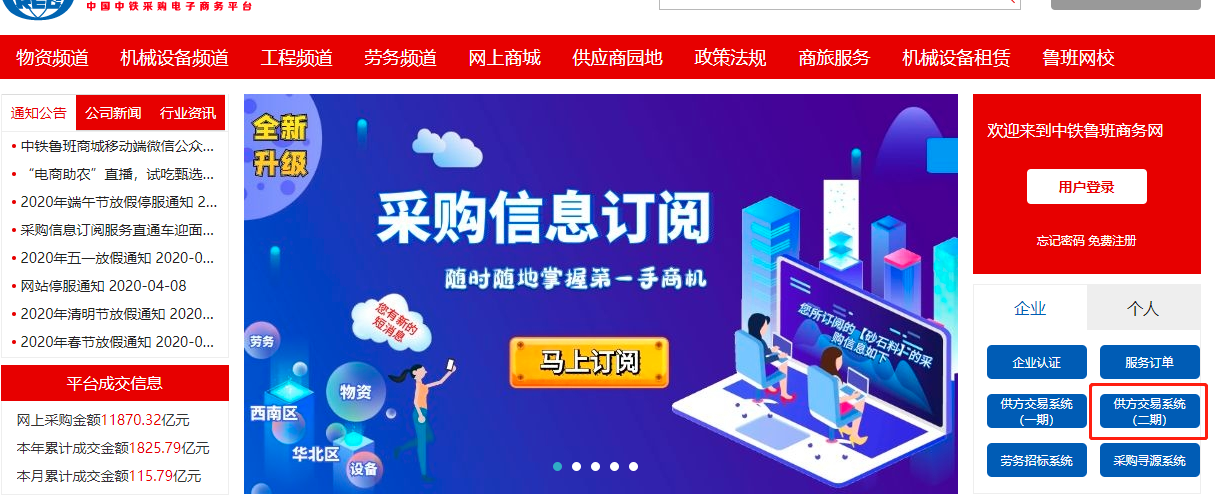 REC
中国中铁采购电子商务平台
物资频道 机械设备频道 工程频道 劳务频道 网上商城 供应商园地 政策法规 商旅服务 机械设备租赁 鲁班网校
通知公告 公司新闻 行业资讯
• 中铁鲁班商城移动端微信公众...
• “电商助农”直播，试吃甄选...
• 2020年端午节放假停服通知 2...
• 采购信息订阅服务直通车迎面...
• 2020年五一放假通知 2020-0...
• 网站停服通知 2020-04-08
• 2020年清明节放假通知 2020...
• 2020年春节放假通知 2020-0...
平台成交信息
网上采购金额11870.32亿元
本年累计成交金额1825.79亿元
本月累计成交金额115.79亿元
全新
升级
采购信息订阅
随时随地掌握第一手商机
您有新的
短消息
马上订阅
劳务
物资
西南区
华北区
设备
您所订阅的【砂石料】的采
购信息如下
欢迎来到中铁鲁班商务网
用户登录
忘记密码 免费注册
企业 个人
企业认证 服务订单
供方交易系统
(一期)
供方交易系统
(二期)
劳务招标系统 采购寻源系统